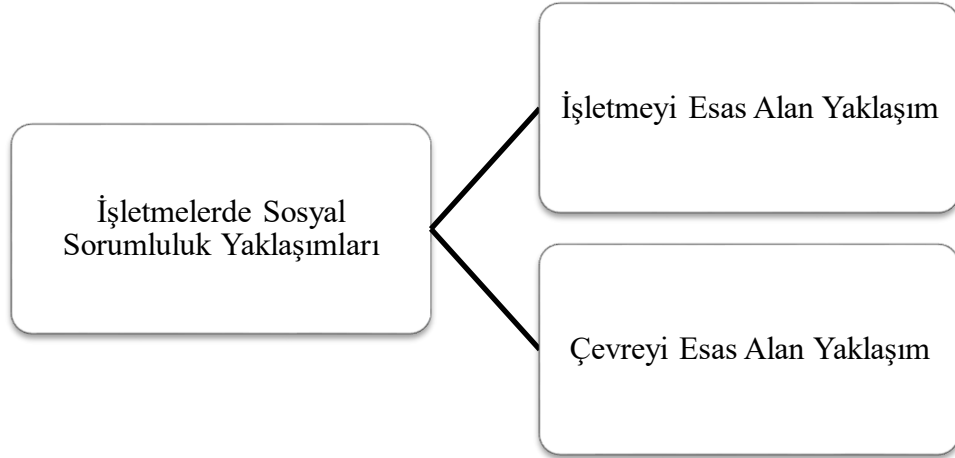 İşletmelerde Sosyal
Sorumluluk Yaklaşımları
İşletmeyi Esas Alan Yaklaşım
Çevreyi Esas Alan Yaklaşım